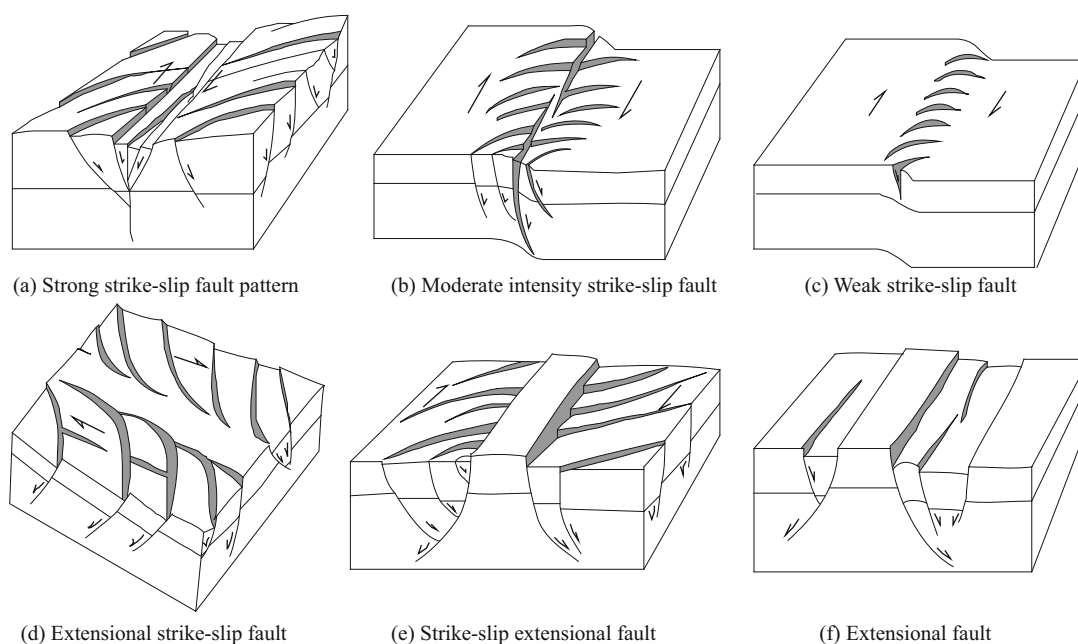 (a) Strong strike-slip fault pattern
(b) Moderate intensity strike-slip fault
(c) Weak strike-slip fault
(d) Extensional strike-slip fault
(e) Strike-slip extensional fault
(f) Extensional fault